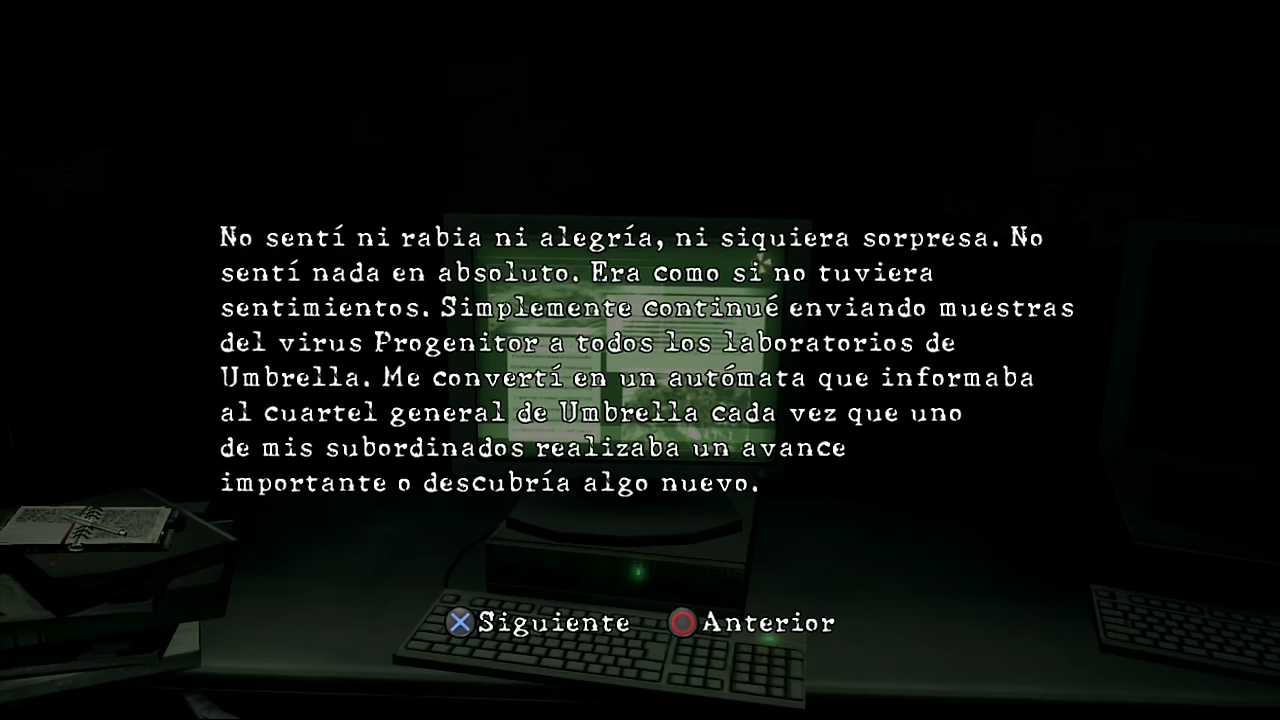 No sentí ni rabia ni alegría, ni siquiera sorpresa. No
sentí nada en absoluto. Era como si no tuviera
sentimientos. Simplemente continué enviando muestras
del virus Progenitor a todos los laboratorios de
Umbrella. Me convertí en un autómata que informaba
al cuartel general de Umbrella cada vez que uno
de mis subordinados realizaba un avance
importante o descubría algo nuevo.
Siguiente Anterior